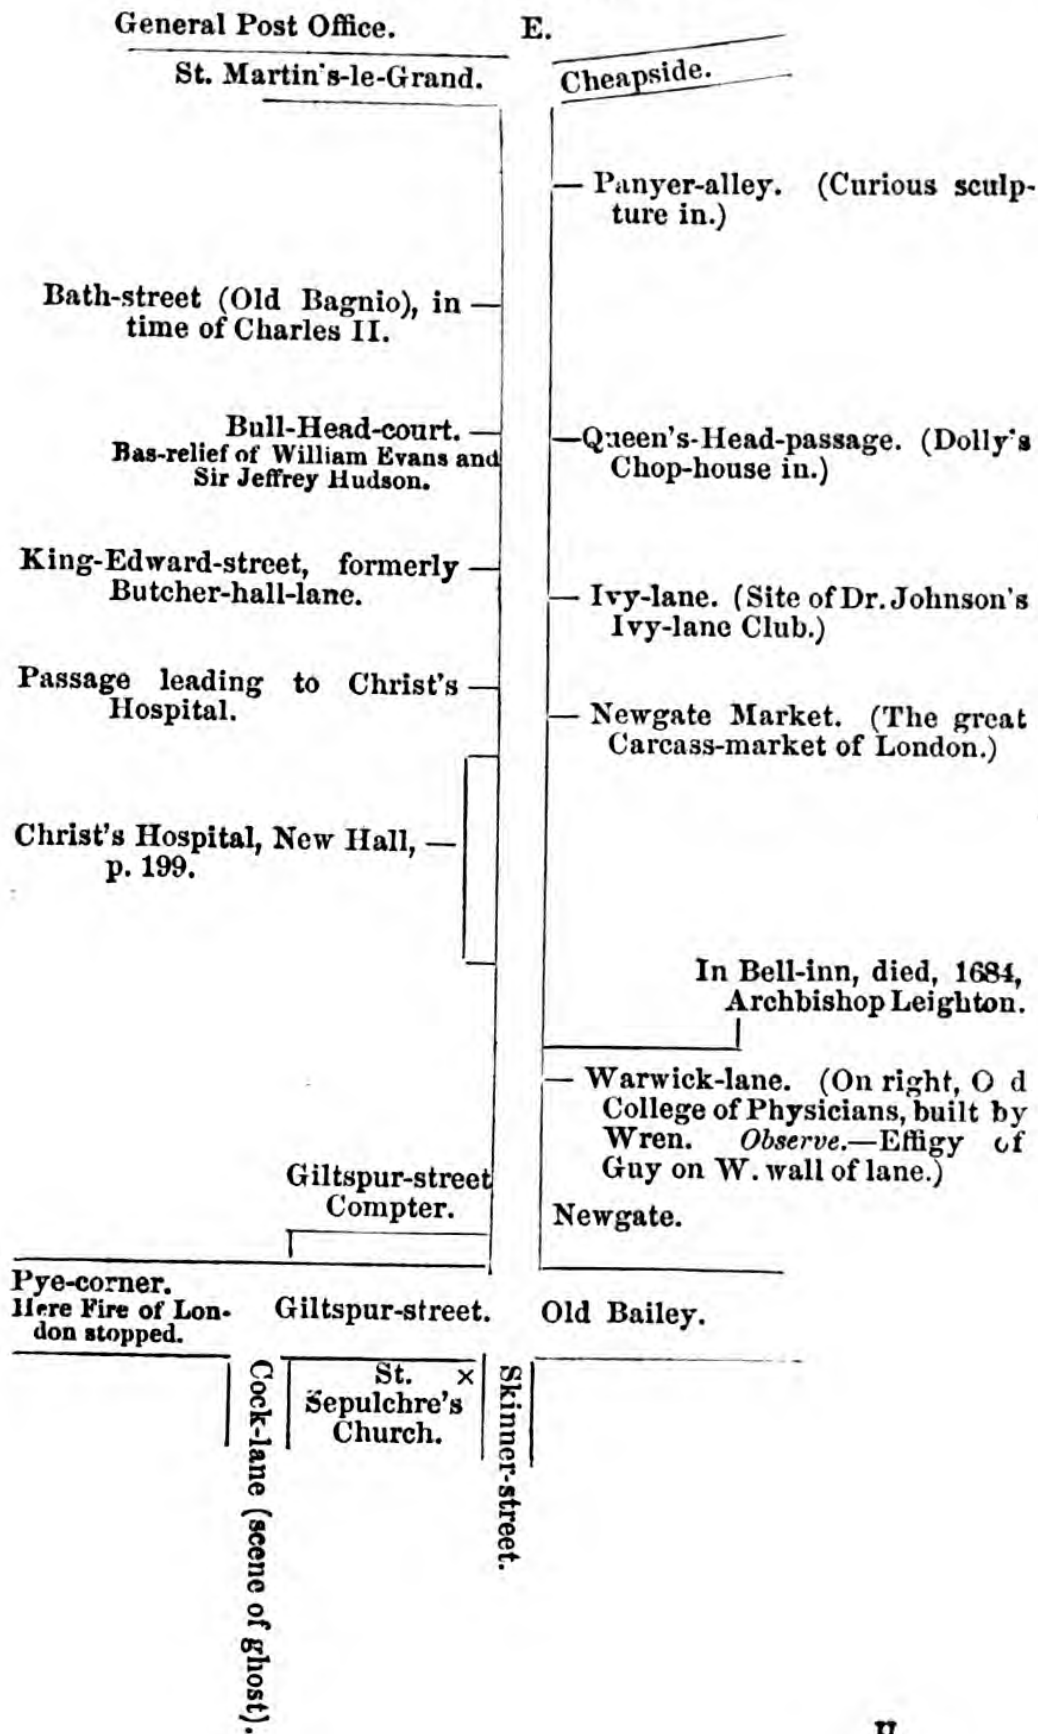 General Post Office.
E.
St. Martin's-le-Grand.
Cheapside.
— Panyer-alley. (Curious sculp-
ture in.)
Bath-street (Old Bagnio), in —
time of Charles II.
Bull-Head-court. —
Bas-relief of William Evans and
Sir Jeffrey Hudson.
—Queen's-Head-passage. (Dolly's
Chop-house in.)
King-Edward-street, formerly —
Butcher-hall-lane.
— Ivy-lane. (Site of Dr. Johnson's
Ivy-lane Club.)
Passage leading to Christ's —
Hospital.
— Newgate Market. (The great
Carcass-market of London.)
Christ's Hospital, New Hall, —
p. 199.
In Bell-inn, died, 1684,
Archbishop Leighton.
— Warwick-lane. (On right, O d
College of Physicians, built by
Wren. Observe.—Effigy of
Guy on W. wall of lane.)
Giltspur-street
Compter.
Newgate.
Pye-corner.
Here Fire of Lon-
don stopped.
Giltspur-street.
Old Bailey.
Cock-lane (scene of ghost).
St. ×
Sepulchre's
Church.
Skinner-street.
U